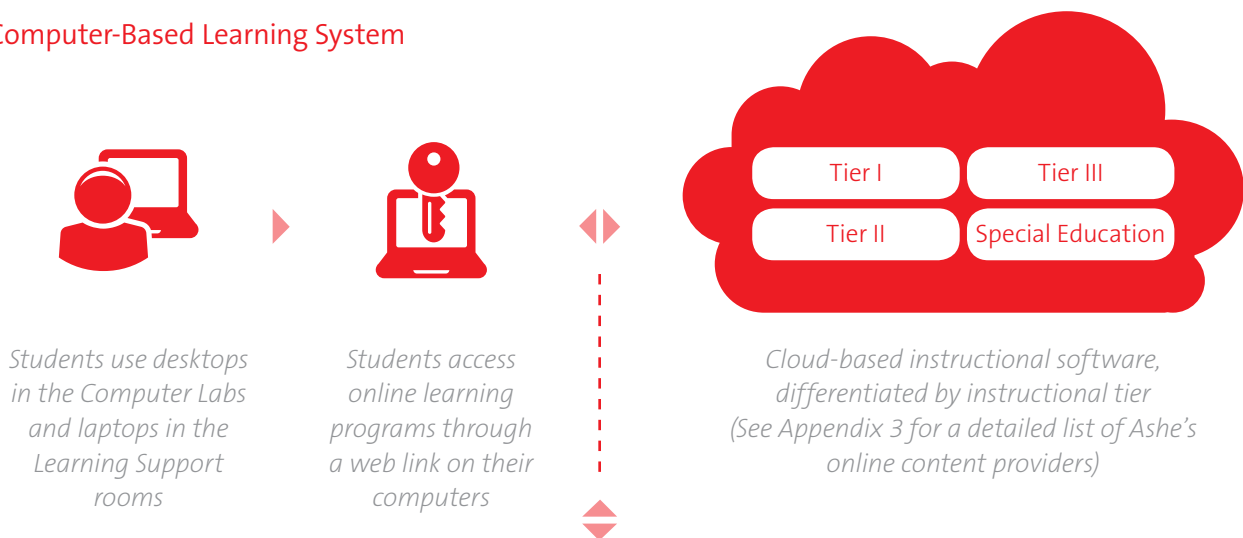 Computer-Based Learning System
Tier I
Tier III
Tier II
Special Education
Students use desktops
in the Computer Labs
and laptops in the
Learning Support
rooms
Students access
online learning
programs through
a web link on their
computers
Cloud-based instructional software,
differentiated by instructional tier
(See Appendix 3 for a detailed list of Ashe’s
online content providers)